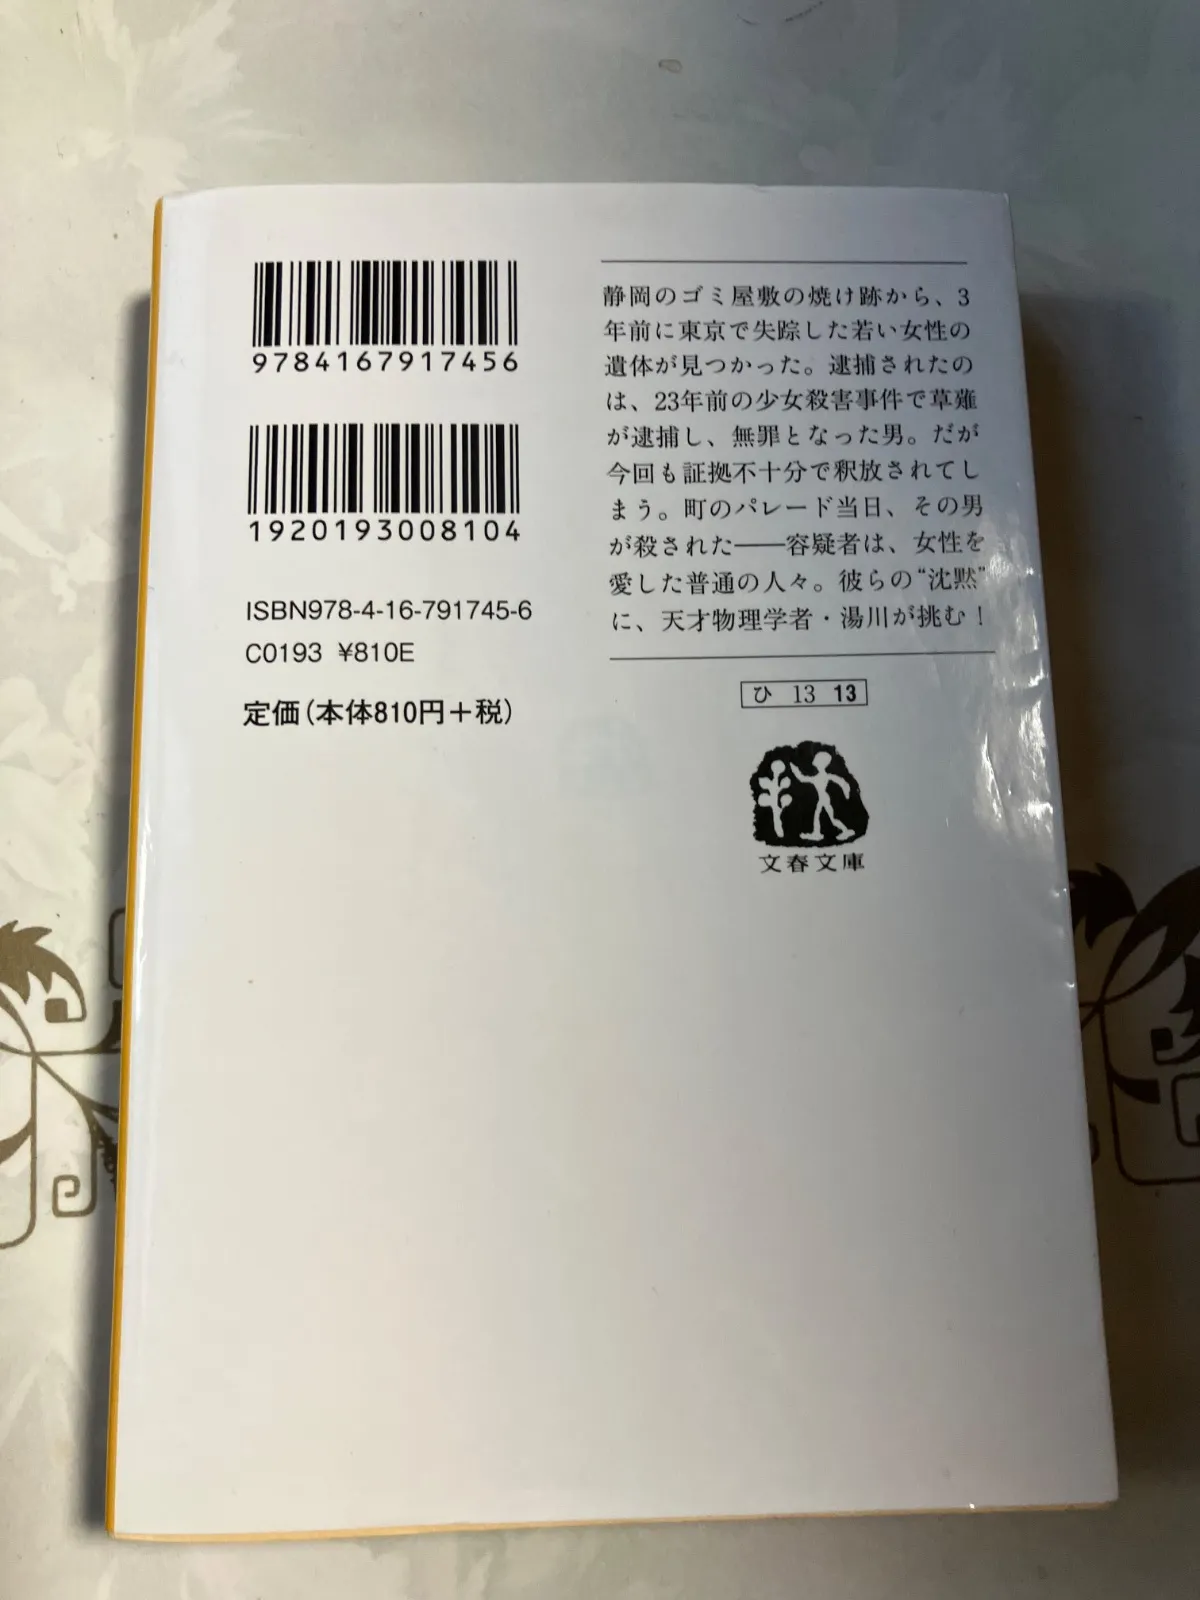 9784167917456
1920193008104
ISBN978-4-16-791745-6
C0193 ¥810E
定価(本体810円+税)
静岡のゴミ屋敷の焼け跡から、3
年前に東京で失踪した若い女性の
遺体が見つかった。逮捕されたの
は、23年前の少女殺害事件で草薙
が逮捕し、無罪となった男。だが
今回も証拠不十分で釈放されてし
まう。町のパレード当日、その男
が殺された——容疑者は、女性を
愛した普通の人々。彼らの“沈黙”
に、天才物理学者・湯川が挑む!
ひ 13 13
文春文庫